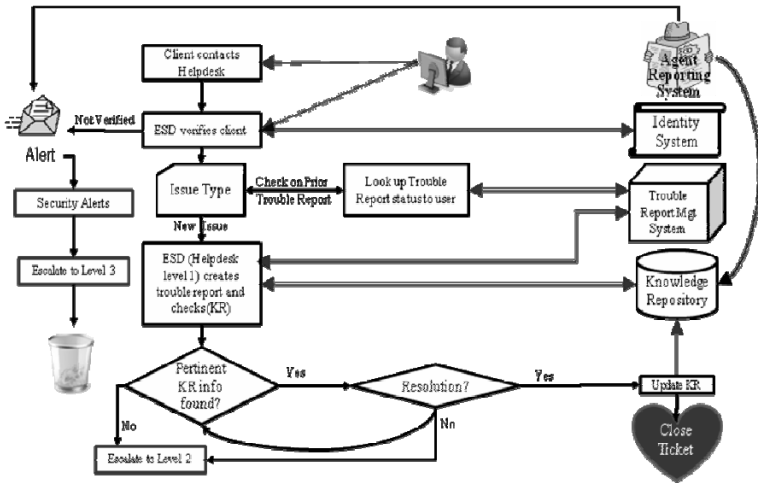 Client contacts
Helpdesk
Agent
Reporting
System
Not Verified
ESD verifies client
Identity
System
Alert
Issue Type
Check on Prior
Trouble Report
Look up Trouble
Report status to user
Trouble
Report Mgt
System
Security Alerts
New Issue
Escalate to Level 3
ESD (Helpdesk
level 1) creates
trouble report and
checks(KR)
Knowledge
Repository
Pertinent
KR info
found?
Yes
Resolution?
Yes
Update KR
No
No
Escalate to Level 2
Close
Ticket